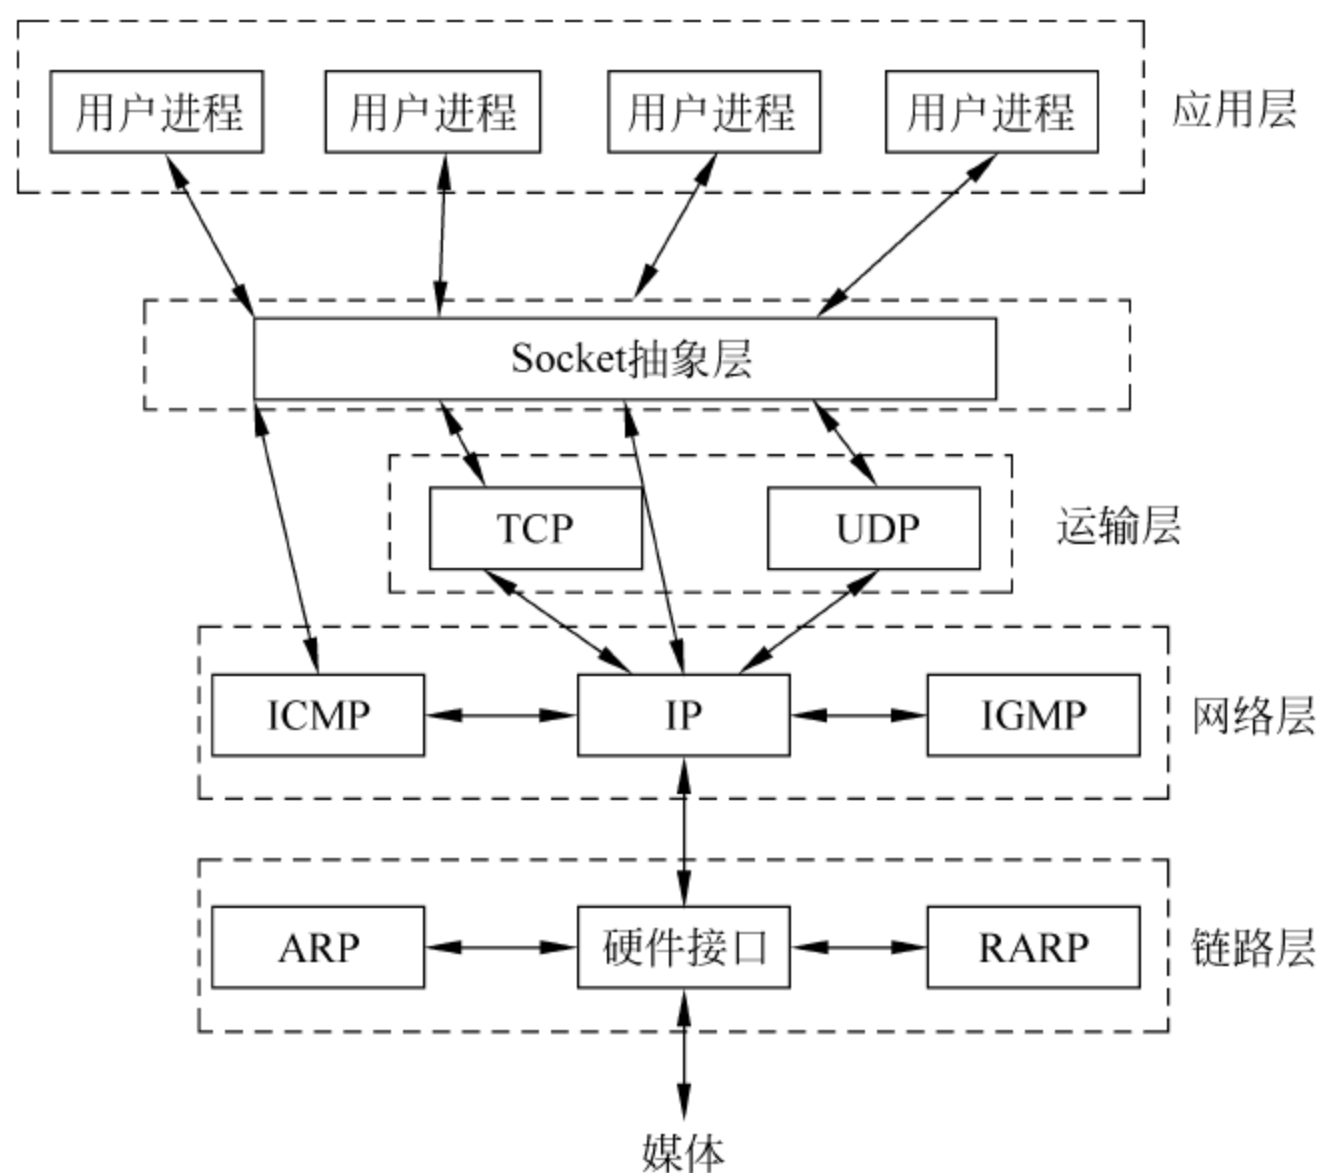 用户进程 用户进程 用户进程 用户进程 应用层
Socket抽象层
TCP UDP 运输层
ICMP IP IGMP 网络层
ARP 硬件接口 RARP 链路层
媒体